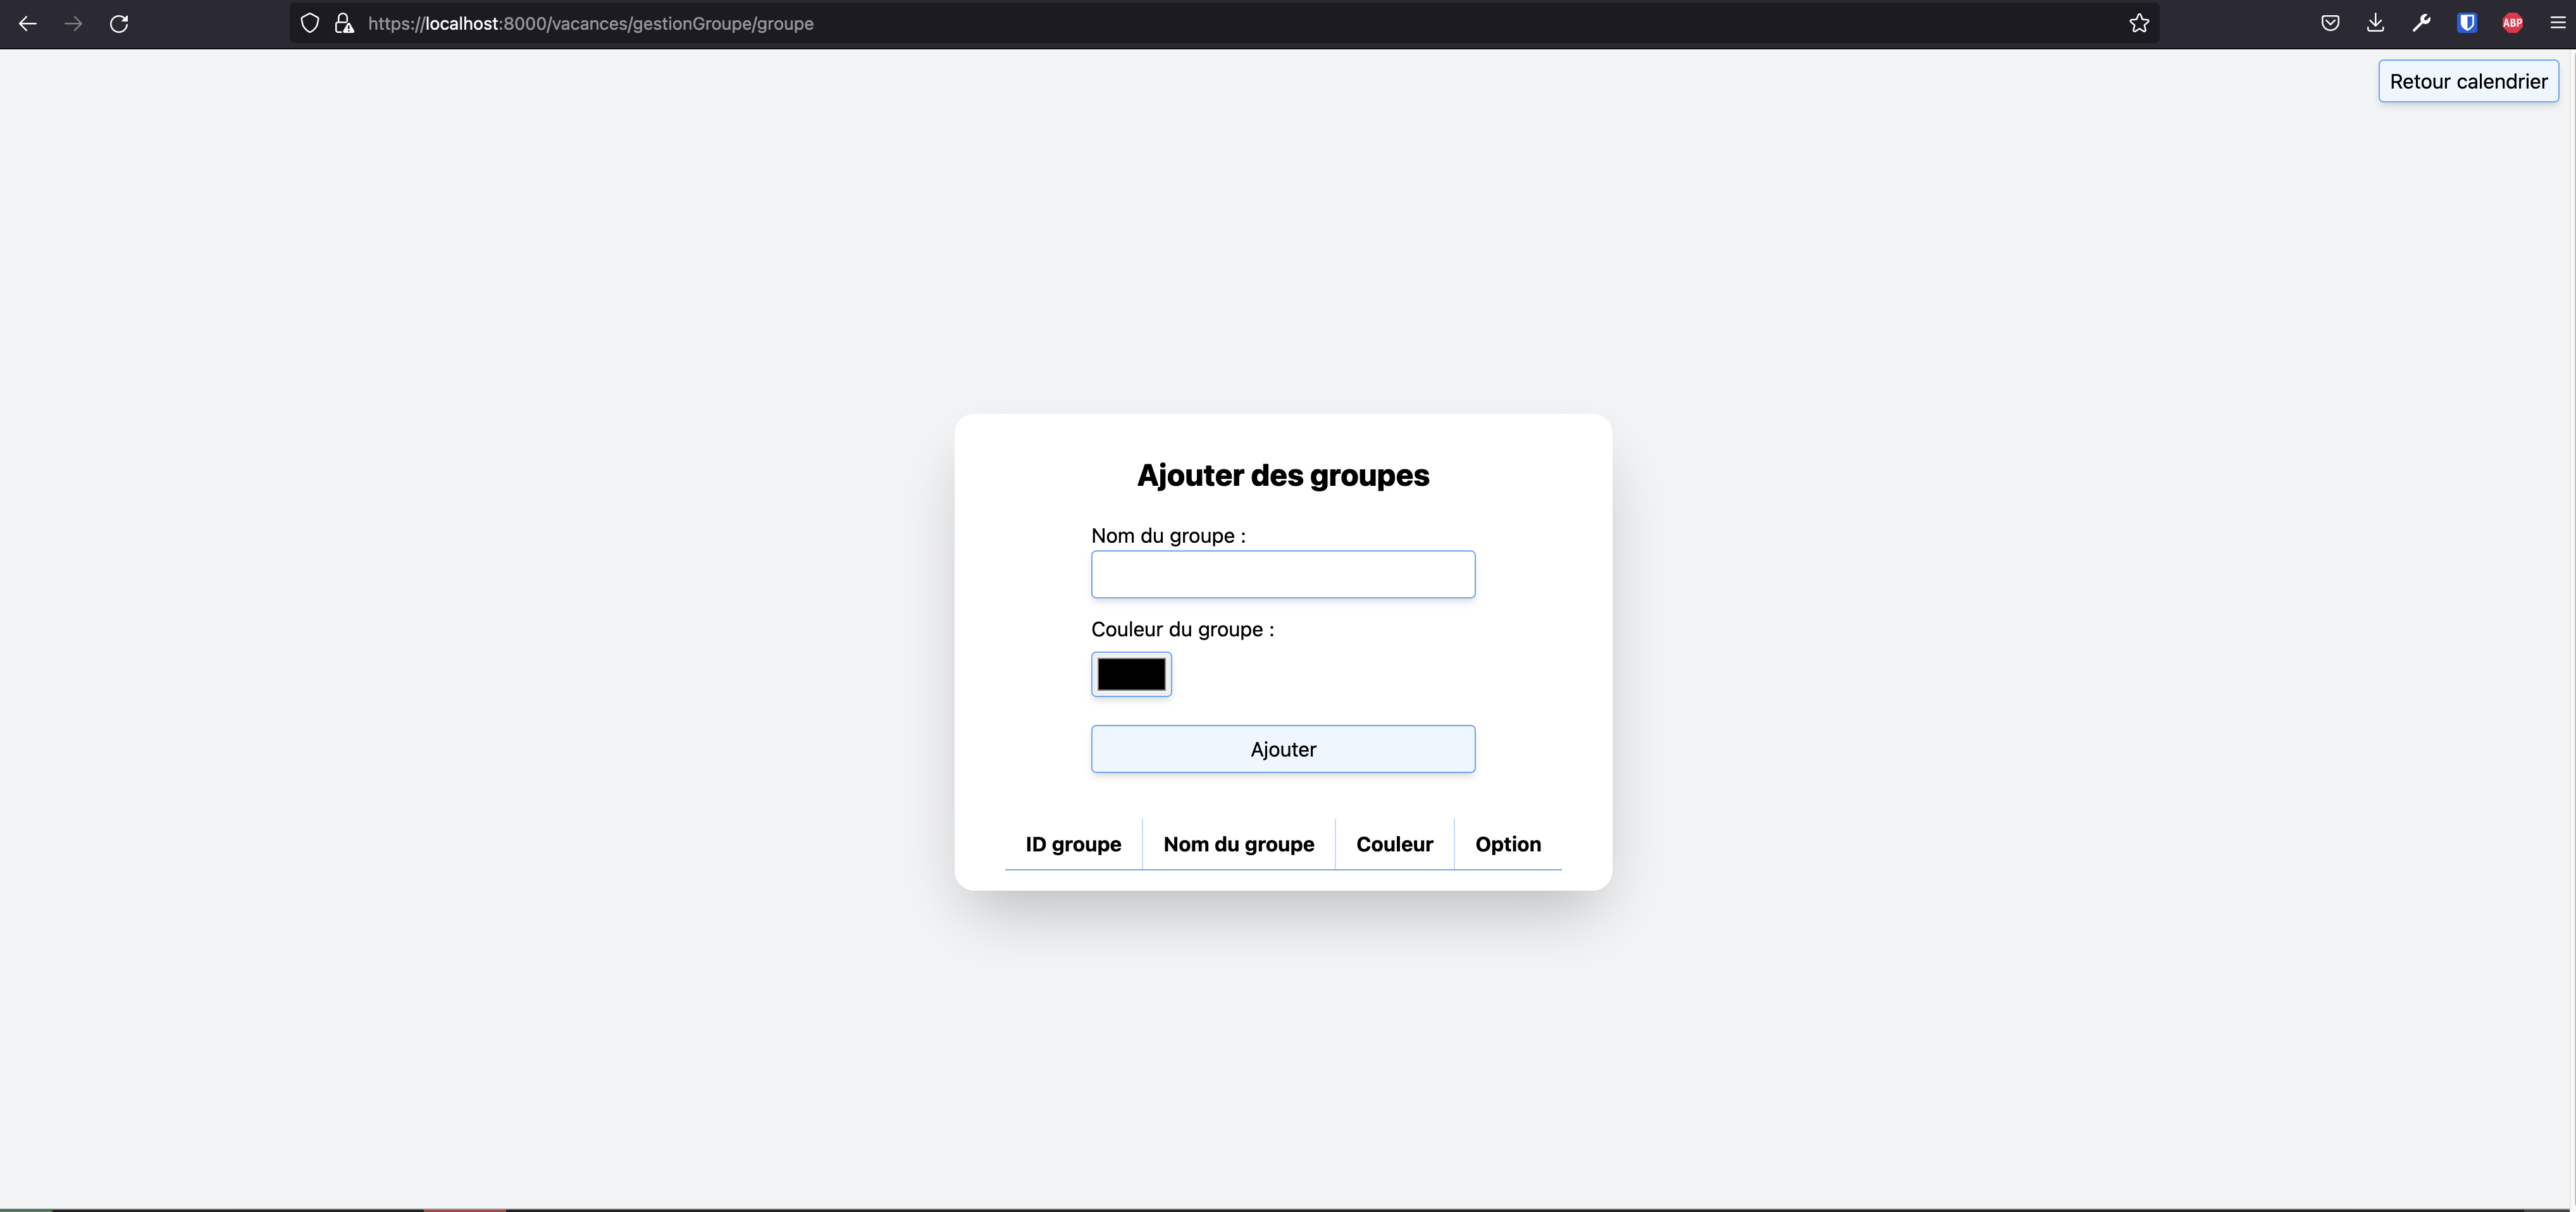 https://localhost:8000/vacances/gestionGroupe/groupe
ABP
Retour calendrier
Ajouter des groupes
Nom du groupe :
Couleur du groupe :
Ajouter
ID groupe Nom du groupe Couleur Option